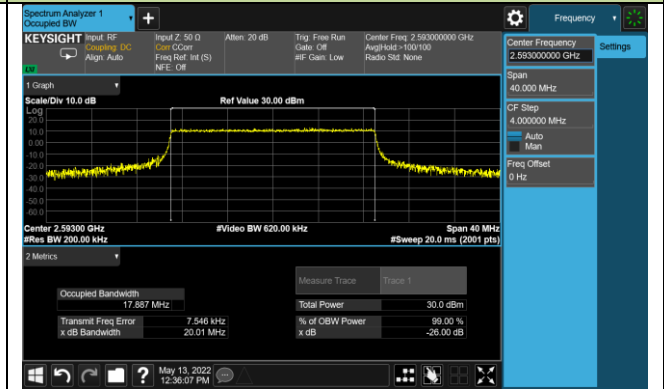 Spectrum Analyzer 1
Occupied BW
Frequency
KEYSIGHT
Input: RF
Coupling: DC
Align: Auto
Input Z: 50 Ω
Corr CCorr
Freq Ref: Int (S)
NFE: Off
Atten: 20 dB
Trig: Free Run
Gate: Off
#IF Gain: Low
Center Freq: 2.593000000 GHz
Avg|Hold:>100/100
Radio Std: None
Center Frequency
2.593000000 GHz
Settings
Span
40.000 MHz
CF Step
4.000000 MHz
Auto
Man
Freq Offset
0 Hz
1 Graph
Scale/Div 10.0 dB
Ref Value 30.00 dBm
Log
20.0
10.0
0.00
-10.0
-20.0
-30.0
-40.0
-50.0
-60.0
Center 2.59300 GHz
#Video BW 620.00 kHz
Span 40 MHz
#Res BW 200.00 kHz
#Sweep 20.0 ms (2001 pts)
2 Metrics
Measure Trace
Trace 1
Occupied Bandwidth
17.887 MHz
Total Power
30.0 dBm
Transmit Freq Error
7.546 kHz
% of OBW Power
99.00 %
x dB Bandwidth
20.01 MHz
x dB
-26.00 dB
?
May 13, 2022
12:36:07 PM